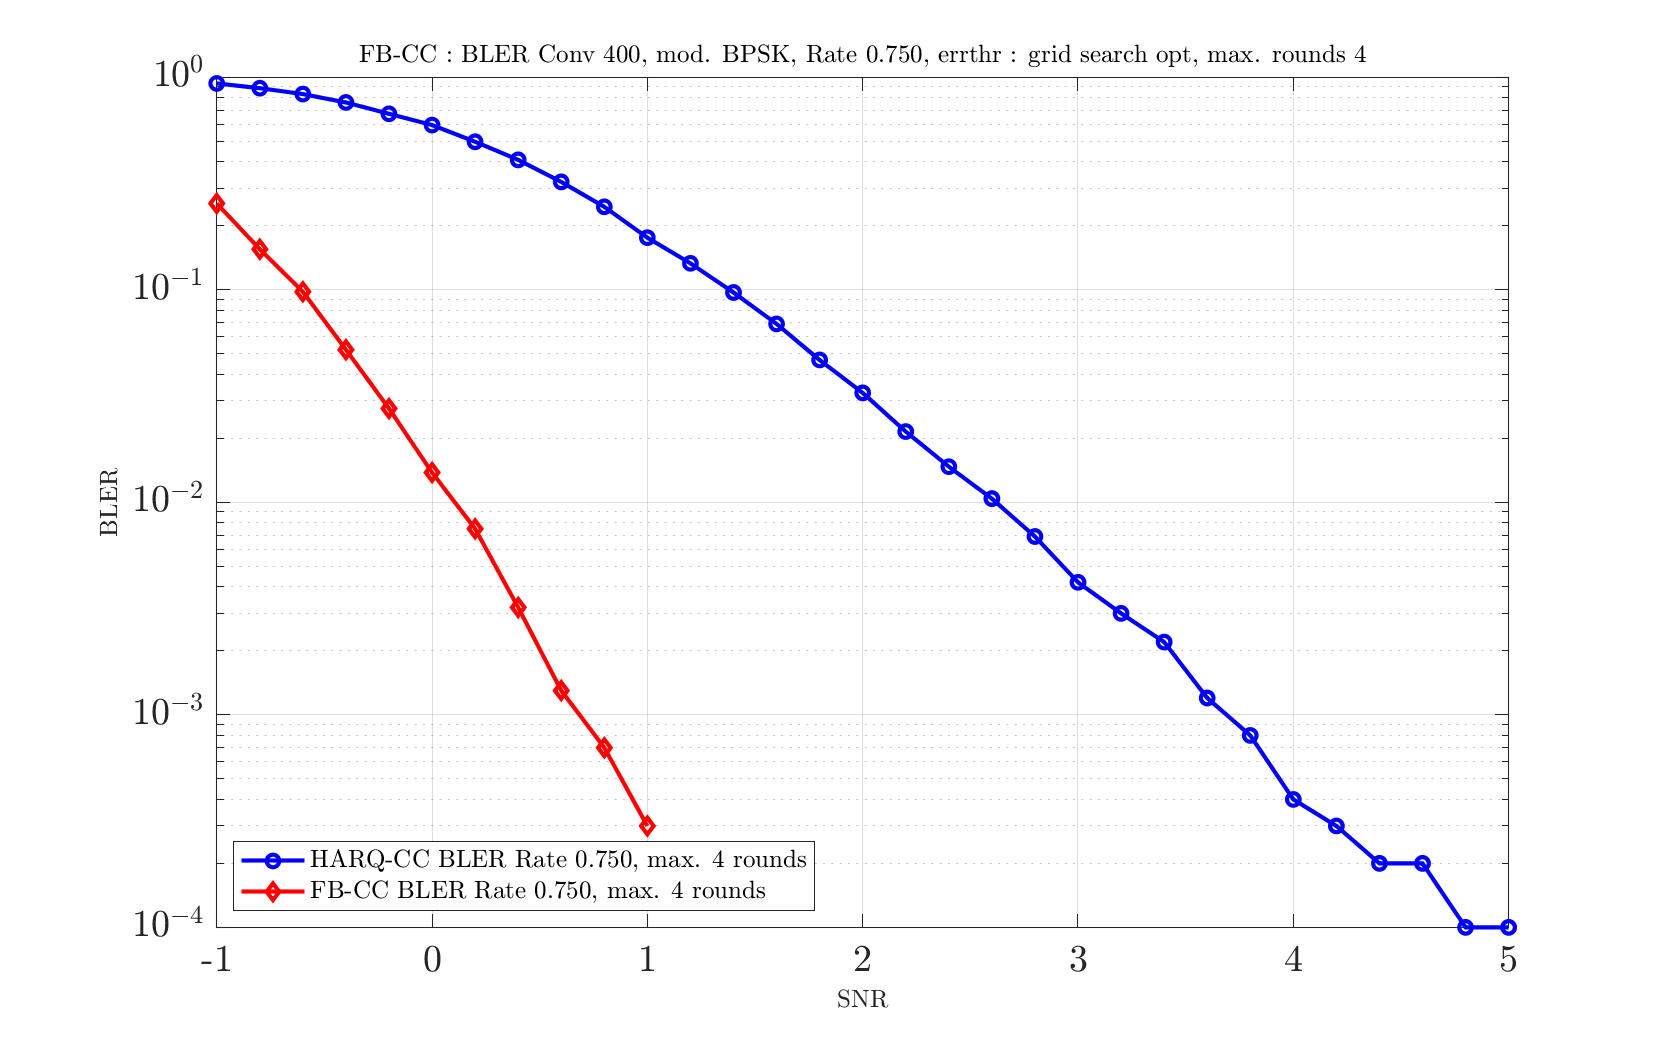 FB-CC : BLER Conv 400, mod. BPSK, Rate 0.750, errthr : grid search opt, max. rounds 4
10^0
10^{-1}
10^{-2}
10^{-3}
10^{-4}
BLER
HARQ-CC BLER Rate 0.750, max. 4 rounds
FB-CC BLER Rate 0.750, max. 4 rounds
-1 0 1 2 3 4 5
SNR